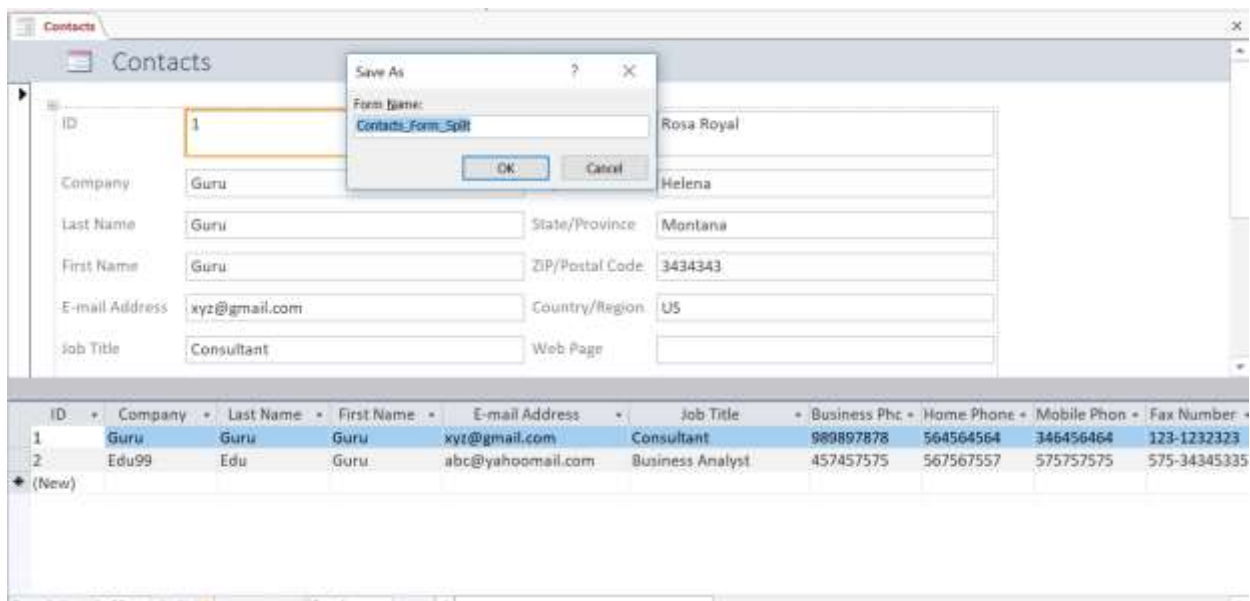 Contacts
Contacts
Save As ? ×
Form Name:
Contacts_Form_Split
OK Cancel
ID 1 Rosa Royal
Company Guru Helena
Last Name Guru State/Province Montana
First Name Guru ZIP/Postal Code 3434343
E-mail Address xyz@gmail.com Country/Region US
Job Title Consultant Web Page
ID Company Last Name First Name E-mail Address Job Title Business Phc Home Phone Mobile Phon Fax Number
1 Guru Guru Guru xyz@gmail.com Consultant 989897878 564564564 346456464 123-1232323
2 Edu99 Edu Guru abc@yahoomail.com Business Analyst 457457575 567567557 575757575 575-34345335
(New)